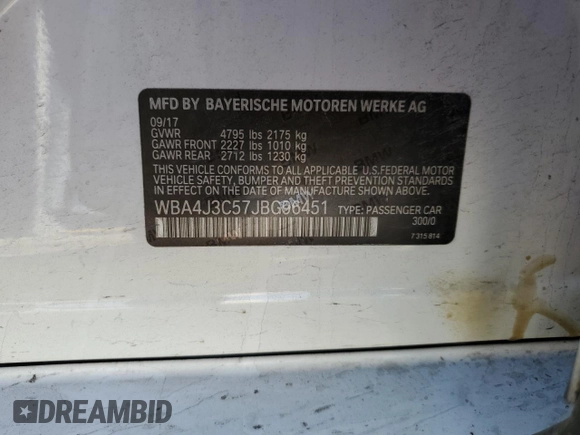 MFD BY BAYERISCHE MOTOREN WERKE AG
09/17
GVWR 4795 lbs 2175 kg
GAWR FRONT 2227 lbs 1010 kg
GAWR REAR 2712 lbs 1230 kg
THIS VEHICLE CONFORMS TO ALL APPLICABLE U.S.FEDERAL MOTOR
VEHICLE SAFETY, BUMPER AND THEFT PREVENTION STANDARDS IN
EFFECT ON THE DATE OF MANUFACTURE SHOWN ABOVE.
WBA4J3C57JBG96451 TYPE: PASSENGER CAR
300/0
7 315 814
DREAMBID